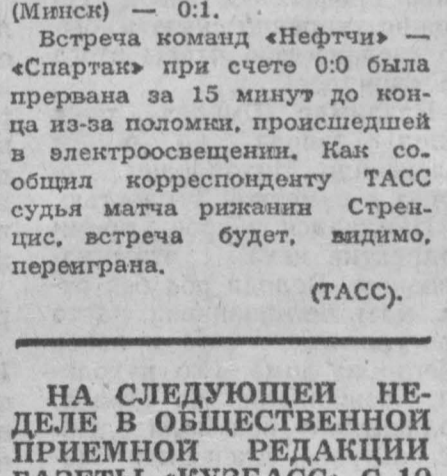 (Минск) — 0:1.
Встреча команд «Нефтчи» —
«Спартак» при счете 0:0 была
прервана за 15 минут до кон-
ца из-за поломки, происшедшей
в электроосвещении. Как со-
общил корреспонденту ТАСС
судья матча рижанин Стрен-
цис, встреча будет, видимо,
переиграна.
(ТАСС).
НА СЛЕДУЮЩЕЙ НЕ-
ДЕЛЕ В ОБЩЕСТВЕННОЙ
ПРИЕМНОЙ РЕДАКЦИИ
ГАЗЕТЫ «КУЗБАСС» С